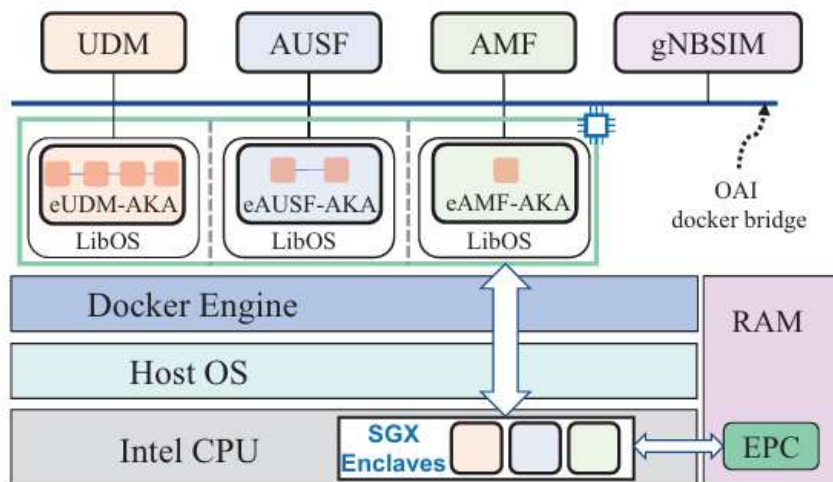 UDM
AUSF
AMF
gNBSIM
eUDM-AKA
LibOS
eAUSF-AKA
LibOS
eAMF-AKA
LibOS
OAI
docker bridge
Docker Engine
RAM
Host OS
Intel CPU
SGX
Enclaves
EPC